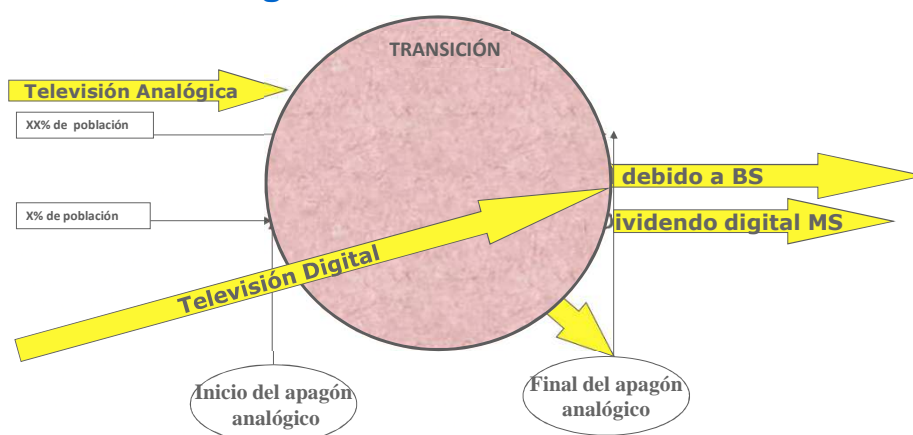 TRANSICIÓN
Televisión Analógica
XX% de población
debido a BS
X% de población
Dividendo digital MS
Televisión Digital
Inicio del apagón
analógico
Final del apagón
analógico